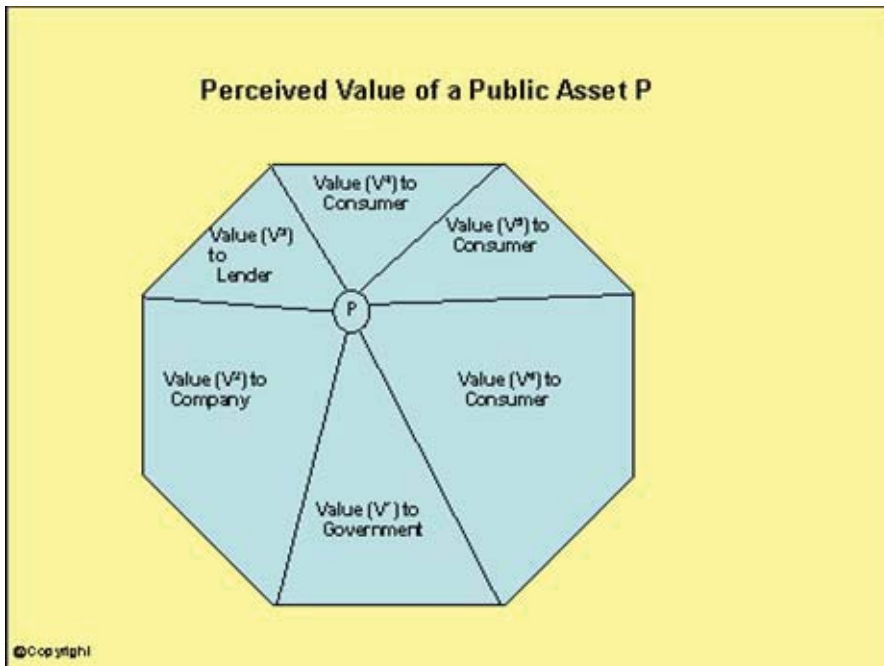 Perceived Value of a Public Asset P
Value (V⁴) to
Consumer
Value (V⁵) to
Consumer
Value (V³)
to
Lender
P
Value (V²) to
Company
Value (Vⁿ) to
Consumer
Value (V¹) to
Government
©Copyright